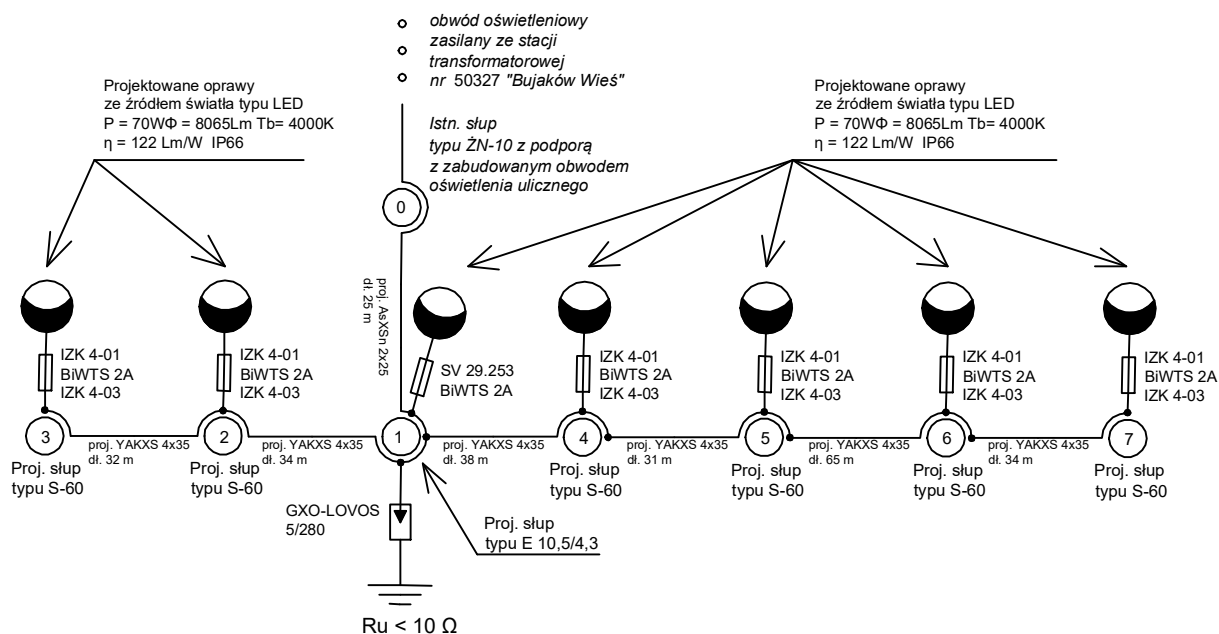 obwód oświetleniowy
zasilany ze stacji
transformatorowej
nr 50327 "Bujaków Wieś"
Projektowane oprawy
ze źródłem światła typu LED
P = 70WΦ = 8065Lm Tb= 4000K
η = 122 Lm/W IP66
Istn. słup
typu ŻN-10 z podporą
z zabudowanym obwodem
oświetlenia ulicznego
Projektowane oprawy
ze źródłem światła typu LED
P = 70WΦ = 8065Lm Tb= 4000K
η = 122 Lm/W IP66
0
proj. AsXSn 2x25
dł. 25 m
IZK 4-01
BiWTS 2A
IZK 4-03
IZK 4-01
BiWTS 2A
IZK 4-03
SV 29.253
BiWTS 2A
IZK 4-01
BiWTS 2A
IZK 4-03
IZK 4-01
BiWTS 2A
IZK 4-03
IZK 4-01
BiWTS 2A
IZK 4-03
IZK 4-01
BiWTS 2A
IZK 4-03
3
proj. YAKXS 4x35
dł. 32 m
2
proj. YAKXS 4x35
dł. 34 m
1
proj. YAKXS 4x35
dł. 38 m
4
proj. YAKXS 4x35
dł. 31 m
5
proj. YAKXS 4x35
dł. 65 m
6
proj. YAKXS 4x35
dł. 34 m
7
Proj. słup
typu S-60
Proj. słup
typu S-60
Proj. słup
typu S-60
Proj. słup
typu S-60
Proj. słup
typu S-60
Proj. słup
typu S-60
GXO-LOVOS
5/280
Proj. słup
typu E 10,5/4,3
Ru < 10 Ω